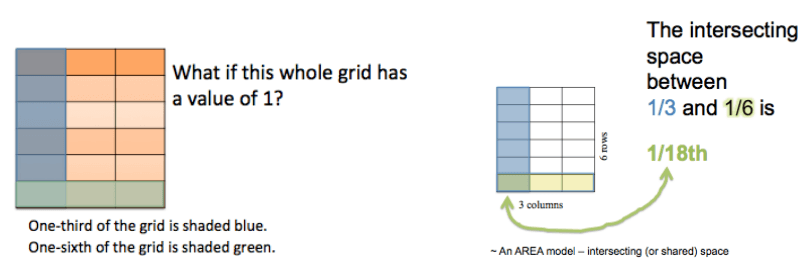 What if this whole grid has
a value of 1?
One-third of the grid is shaded blue.
One-sixth of the grid is shaded green.
The intersecting
space
between
1/3 and 1/6 is
1/18th
6 rows
3 columns
~ An AREA model – intersecting (or shared) space